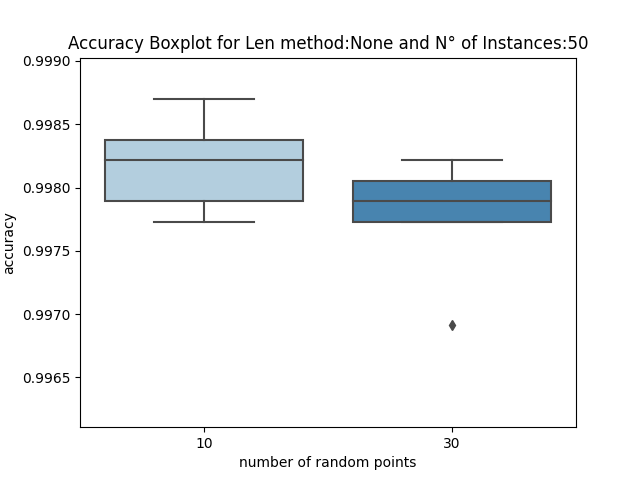 Accuracy Boxplot for Len method:None and N° of Instances:50
0.9990
0.9985
0.9980
0.9975
0.9970
0.9965
accuracy
10
30
number of random points